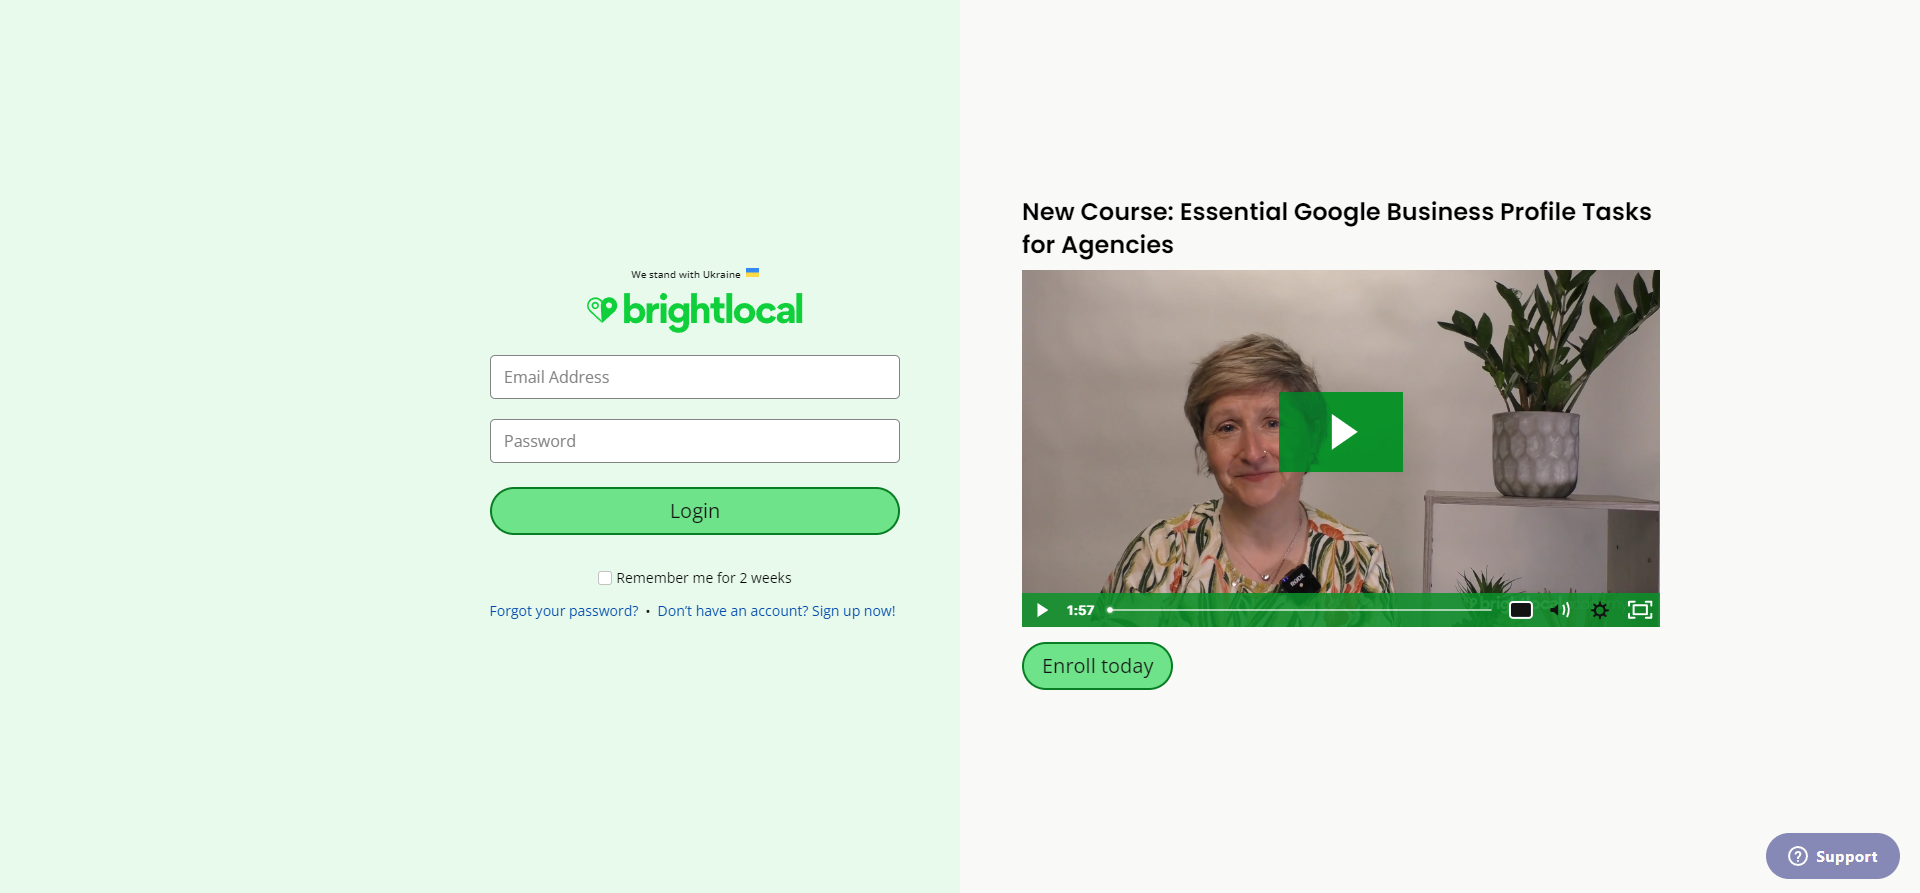 We stand with Ukraine
brightlocal
Email Address
Password
Login
Remember me for 2 weeks
Forgot your password? • Don't have an account? Sign up now!
New Course: Essential Google Business Profile Tasks
for Agencies
RODE
1:57
Enroll today
Support